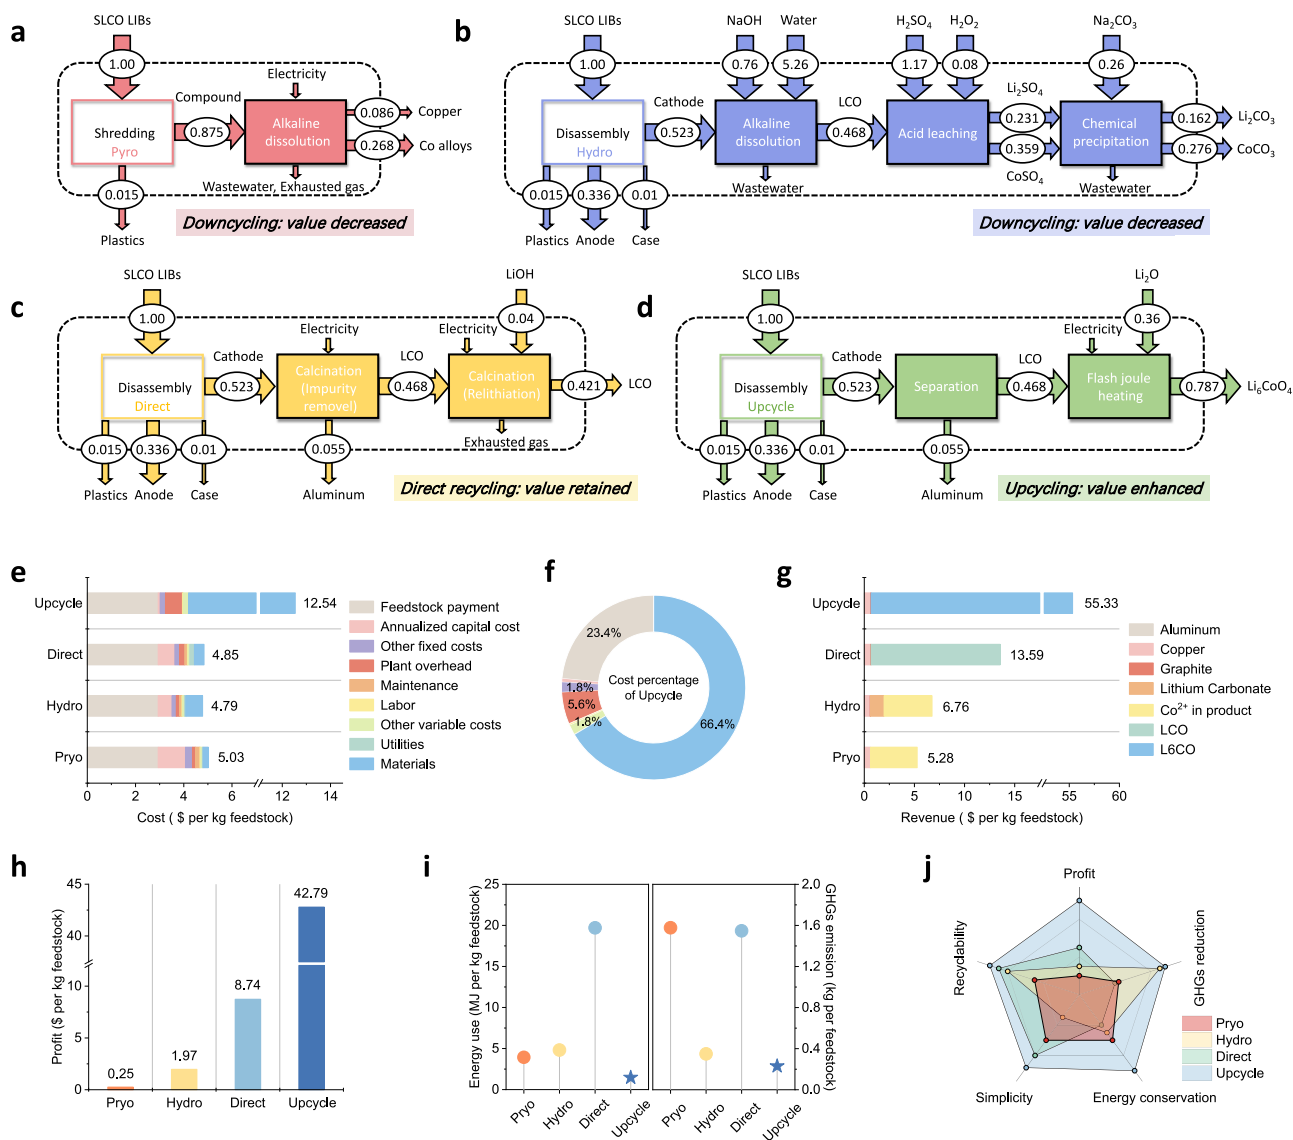 a
SLCO LIBs
1.00
Electricity
Compound
0.086
Copper
Shredding
Pyro
0.875
Alkaline
dissolution
0.268
Co alloys
0.015
Wastewater, Exhausted gas
Plastics
Downcycling: value decreased
b
SLCO LIBs
NaOH
Water
H₂SO₄
H₂O₂
Na₂CO₃
1.00
0.76
5.26
1.17
0.08
0.26
Cathode
LCO
Li₂SO₄
Disassembly
Hydro
0.523
Alkaline
dissolution
0.468
Acid leaching
0.231
0.359
CoSO₄
Chemical
precipitation
0.162
Li₂CO₃
0.276
CoCO₃
0.015
0.336
0.01
Wastewater
Wastewater
Plastics
Anode
Case
Downcycling: value decreased
c
SLCO LIBs
LiOH
1.00
0.04
Electricity
Electricity
Cathode
LCO
Disassembly
Direct
0.523
Calcination
(Impurity
removel)
0.468
Calcination
(Relithiation)
0.421
LCO
Exhausted gas
0.015
0.336
0.01
0.055
Plastics
Anode
Case
Aluminum
Direct recycling: value retained
d
SLCO LIBs
Li₂O
1.00
0.36
Electricity
Cathode
LCO
Disassembly
Upcycle
0.523
Separation
0.468
Flash joule
heating
0.787
Li₆CoO₄
0.015
0.336
0.01
0.055
Plastics
Anode
Case
Aluminum
Upcycling: value enhanced
e
Upcycle
12.54
Direct
4.85
Hydro
4.79
Pryo
5.03
0
2
4
6
12
14
Cost ( $ per kg feedstock)
Feedstock payment
Annualized capital cost
Other fixed costs
Plant overhead
Maintenance
Labor
Other variable costs
Utilities
Materials
f
23.4%
1.8%
5.6%
1.8%
66.4%
Cost percentage
of Upcycle
g
Upcycle
55.33
Direct
13.59
Hydro
6.76
Pryo
5.28
0
5
10
15
55
60
Revenue ( $ per kg feedstock)
Aluminum
Copper
Graphite
Lithium Carbonate
Co²⁺ in product
LCO
L6CO
h
Profit ($ per kg feedstock)
45
40
10
5
0
0.25
1.97
8.74
42.79
Pryo
Hydro
Direct
Upcycle
i
Energy use (MJ per kg feedstock)
25
20
15
10
5
0
Pryo
Hydro
Direct
Upcycle
Pryo
Hydro
Direct
Upcycle
2.0
1.6
1.2
0.8
0.4
0.0
GHGs emission (kg per feedstock)
j
Profit
Recyclability
GHGs reduction
Simplicity
Energy conservation
Pryo
Hydro
Direct
Upcycle